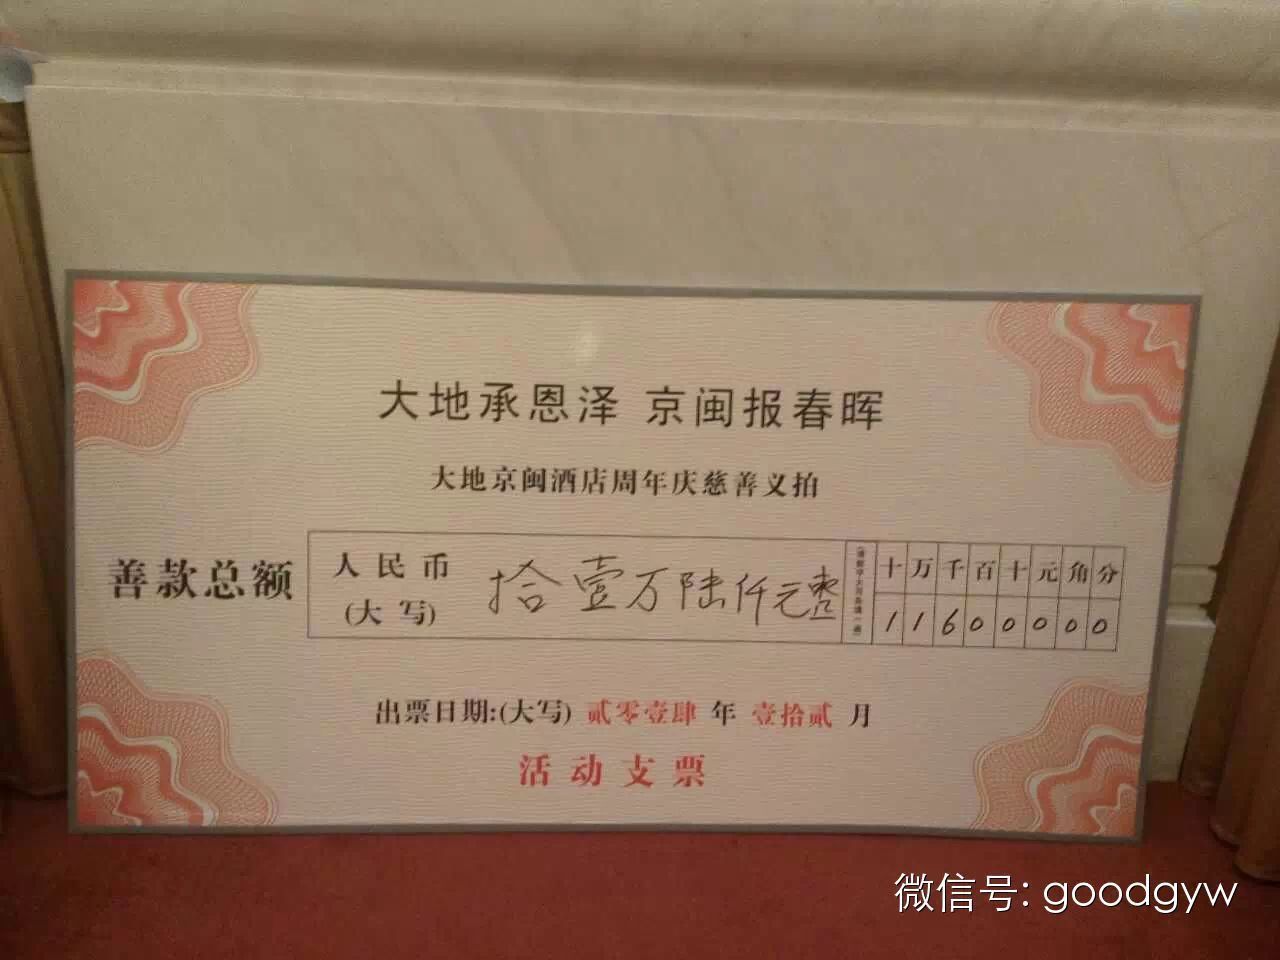 大地承恩泽 京闽报春晖
大地京闽酒店周年庆慈善义拍
善款总额
人民币
(大写)
拾壹万陆仟元整
十万千百十元角分
11600000
出票日期:(大写) 贰零壹肆 年 壹拾贰 月
活动支票
微信号: goodgyw